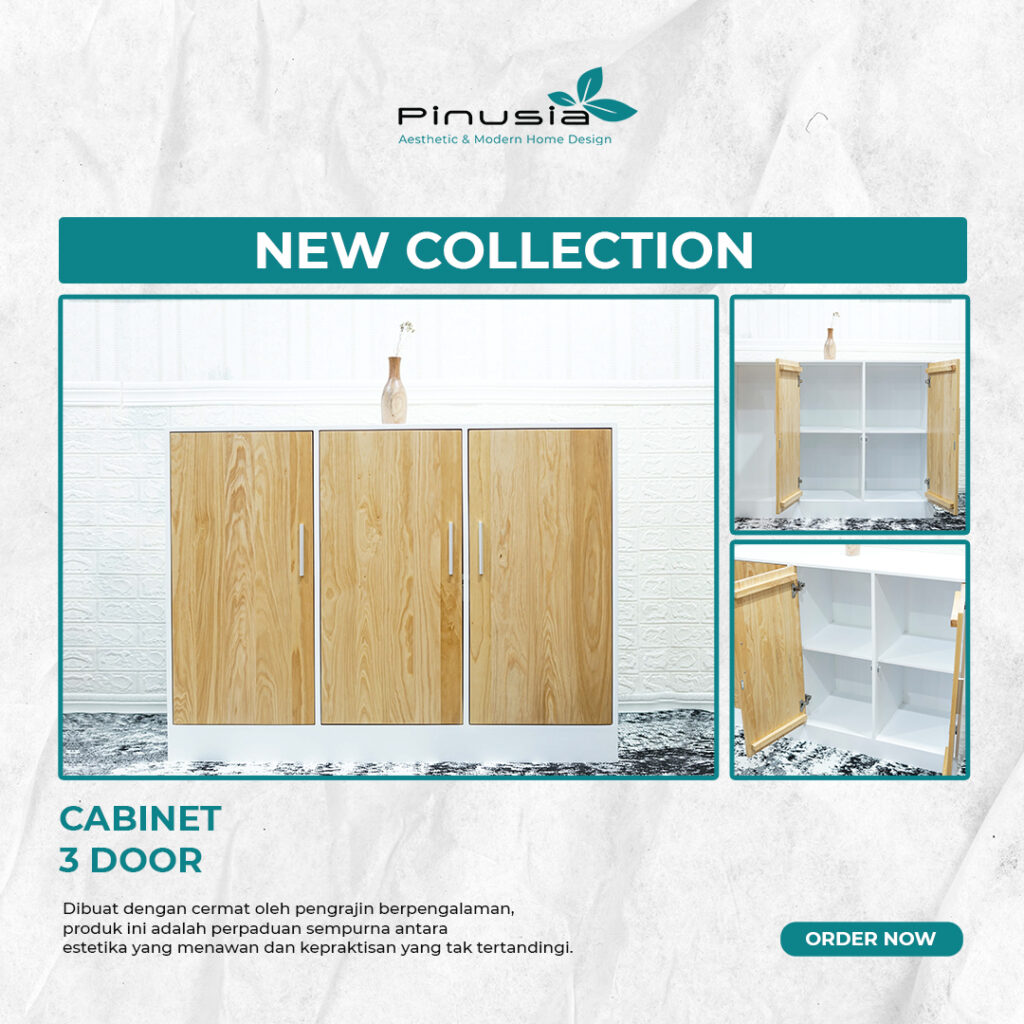 Pinusia
Aesthetic & Modern Home Design
NEW COLLECTION
CABINET
3 DOOR
Dibuat dengan cermat oleh pengrajin berpengalaman,
produk ini adalah perpaduan sempurna antara
estetika yang menawan dan kepraktisan yang tak tertandingi.
ORDER NOW